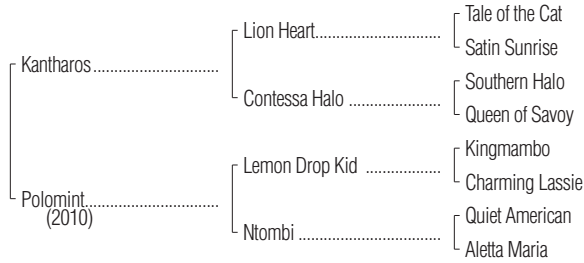 Tale of the Cat
Lion Heart
Satin Sunrise
Kantharos
Southern Halo
Contessa Halo
Queen of Savoy
Kingmambo
Lemon Drop Kid
Charming Lassie
Polomint
(2010)
Quiet American
Ntombi
Aletta Maria